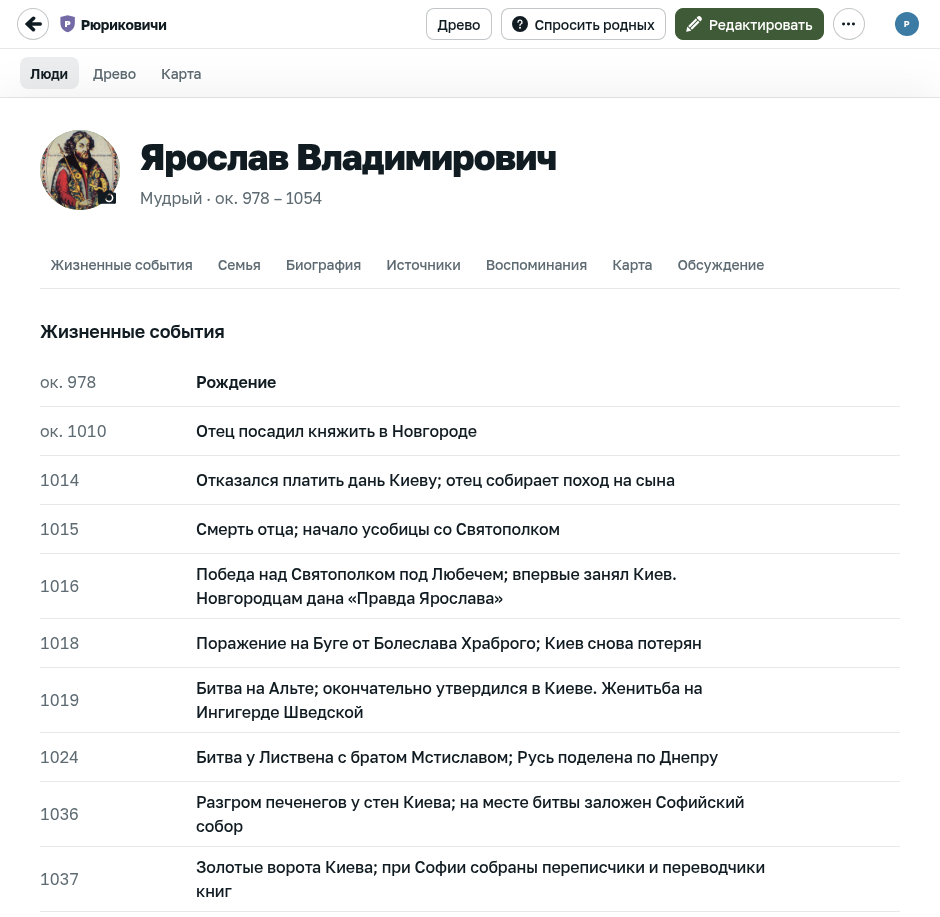 Р Рюриковичи
Древо
Спросить родных
Редактировать
Р
Люди
Древо
Карта
Ярослав Владимирович
Мудрый · ок. 978 – 1054
Жизненные события
Семья
Биография
Источники
Воспоминания
Карта
Обсуждение
Жизненные события
ок. 978 Рождение
ок. 1010 Отец посадил княжить в Новгороде
1014 Отказался платить дань Киеву; отец собирает поход на сына
1015 Смерть отца; начало усобицы со Святополком
1016 Победа над Святополком под Любечем; впервые занял Киев.
Новгородцам дана «Правда Ярослава»
1018 Поражение на Буге от Болеслава Храброго; Киев снова потерян
1019 Битва на Альте; окончательно утвердился в Киеве. Женитьба на
Ингигерде Шведской
1024 Битва у Листвена с братом Мстиславом; Русь поделена по Днепру
1036 Разгром печенегов у стен Киева; на месте битвы заложен Софийский
собор
1037 Золотые ворота Киева; при Софии собраны переписчики и переводчики
книг